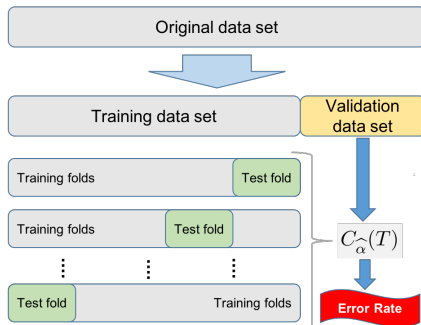 Original data set
Training data set
Validation
data set
Training folds
Test fold
Training folds
Test fold
Test fold
Training folds
$C_{\widehat{\alpha}}(T)$
Error Rate